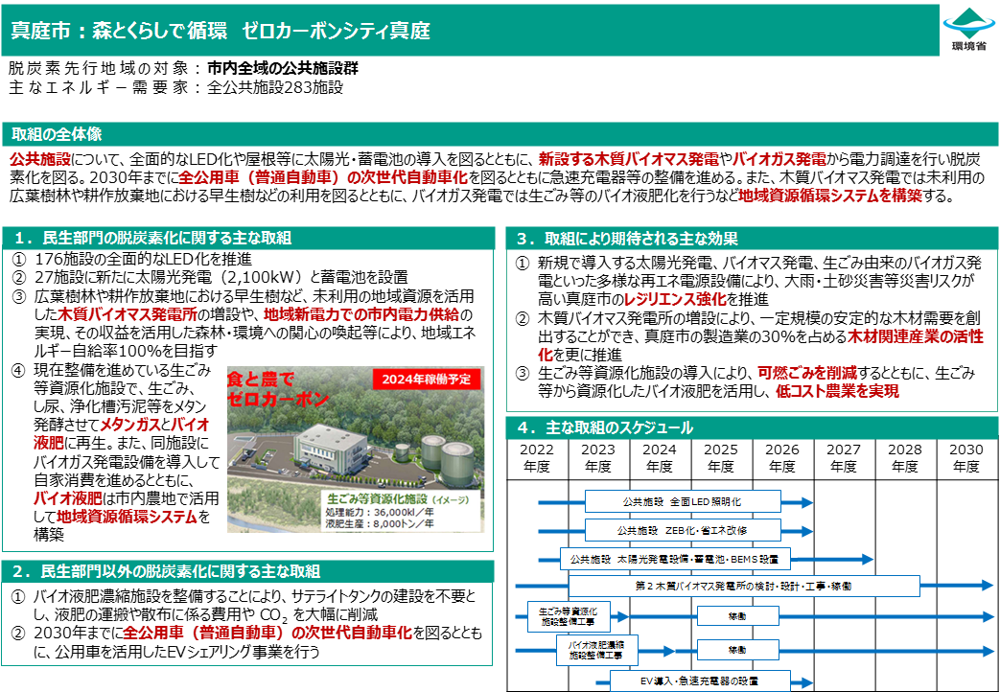 真庭市：森とくらしで循環　ゼロカーボンシティ真庭
環境省
脱炭素先行地域の対象：市内全域の公共施設群
主なエネルギー需要家：全公共施設283施設
取組の全体像
公共施設について、全面的なLED化や屋根等に太陽光・蓄電池の導入を図るとともに、新設する木質バイオマス発電やバイオガス発電から電力調達を行い脱炭
素化を図る。2030年までに全公用車（普通自動車）の次世代自動車化を図るとともに急速充電器等の整備を進める。また、木質バイオマス発電では未利用の
広葉樹林や耕作放棄地における早生樹などの利用を図るとともに、バイオガス発電では生ごみ等のバイオ液肥化を行うなど地域資源循環システムを構築する。
１．民生部門の脱炭素化に関する主な取組
① 176施設の全面的なLED化を推進
② 27施設に新たに太陽光発電（2,100kW）と蓄電池を設置
③ 広葉樹林や耕作放棄地における早生樹など、未利用の地域資源を活用
した木質バイオマス発電所の増設や、地域新電力での市内電力供給の
実現、その収益を活用した森林・環境への関心の喚起等により、地域エネ
ルギー自給率100％を目指す
④ 現在整備を進めている生ごみ
等資源化施設で、生ごみ、
し尿、浄化槽汚泥等をメタン
発酵させてメタンガスとバイオ
液肥に再生。また、同施設に
バイオガス発電設備を導入して
自家消費を進めるとともに、
バイオ液肥は市内農地で活用
して地域資源循環システムを
構築
食と農で
ゼロカーボン
2024年稼働予定
生ごみ等資源化施設（イメージ）
処理能力：36,000kl／年
液肥生産：8,000トン／年
２．民生部門以外の脱炭素化に関する主な取組
① バイオ液肥濃縮施設を整備することにより、サテライトタンクの建設を不要と
し、液肥の運搬や散布に係る費用や CO₂ を大幅に削減
② 2030年までに全公用車（普通自動車）の次世代自動車化を図るととも
に、公用車を活用したEVシェアリング事業を行う
３．取組により期待される主な効果
① 新規で導入する太陽光発電、バイオマス発電、生ごみ由来のバイオガス発
電といった多様な再エネ電源設備により、大雨・土砂災害等災害リスクが
高い真庭市のレジリエンス強化を推進
② 木質バイオマス発電所の増設により、一定規模の安定的な木材需要を創
出することができ、真庭市の製造業の30%を占める木材関連産業の活性
化を更に推進
③ 生ごみ等資源化施設の導入により、可燃ごみを削減するとともに、生ごみ
等から資源化したバイオ液肥を活用し、低コスト農業を実現
４．主な取組のスケジュール
2022 2023 2024 2025 2026 2027 2028 2030
年度 年度 年度 年度 年度 年度 年度 年度
公共施設 全面LED照明化
公共施設 ZEB化・省エネ改修
公共施設 太陽光発電設備・蓄電池・BEMS設置
第２木質バイオマス発電所の検討・設計・工事・稼働
生ごみ等資源化
施設整備工事
稼働
バイオ液肥濃縮
施設整備工事
稼働
EV導入・急速充電器の設置